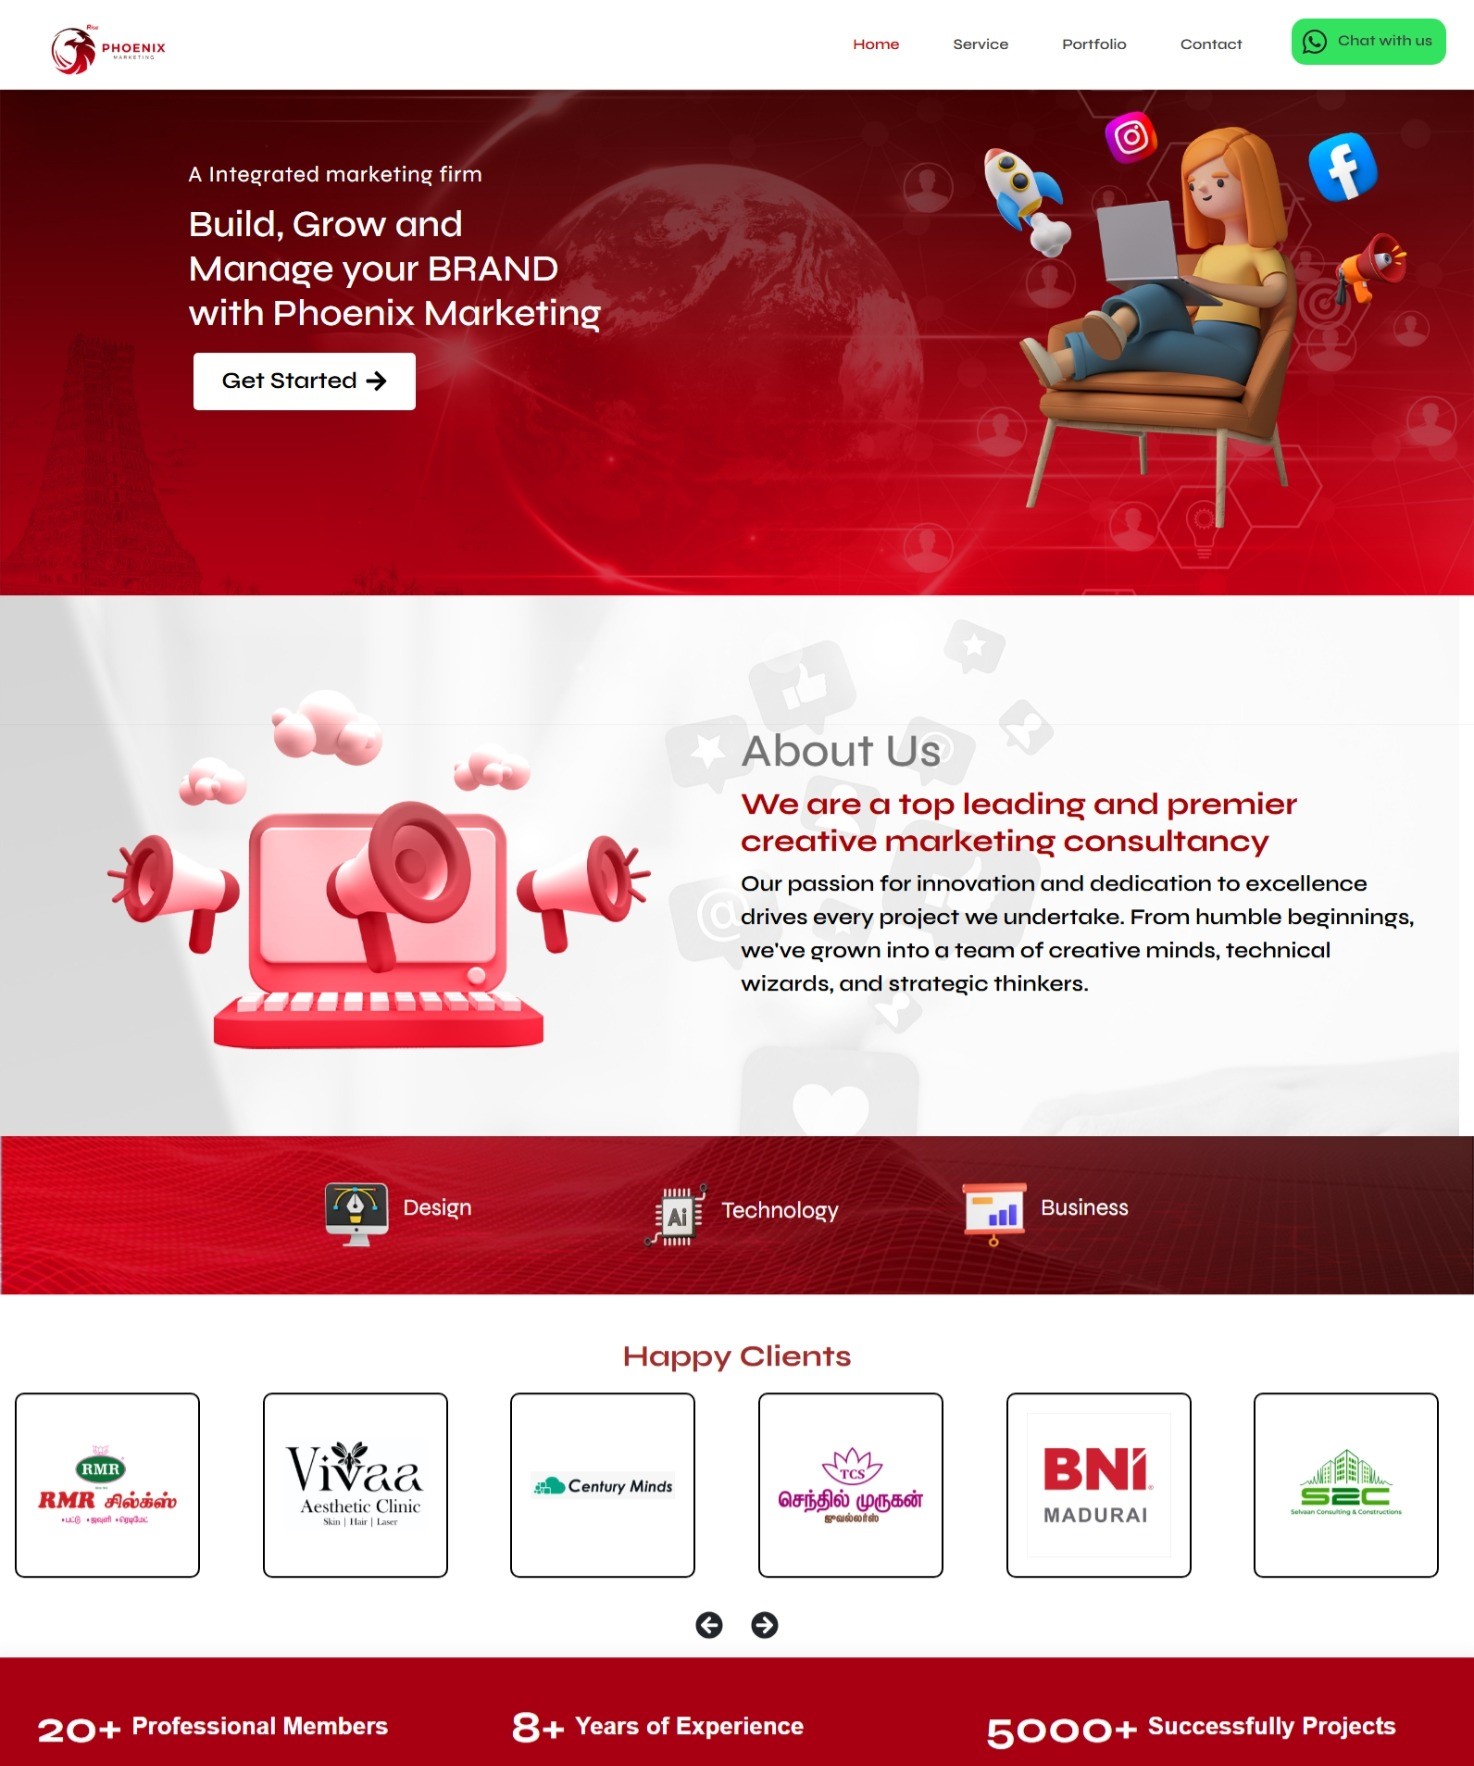 Rise
PHOENIX
MARKETING
Home
Service
Portfolio
Contact
Chat with us
A Integrated marketing firm
Build, Grow and
Manage your BRAND
with Phoenix Marketing
Get Started
About Us
We are a top leading and premier
creative marketing consultancy
Our passion for innovation and dedication to excellence
drives every project we undertake. From humble beginnings,
we've grown into a team of creative minds, technical
wizards, and strategic thinkers.
Design
Ai
Technology
Business
Happy Clients
RMR
RMR சில்க்ஸ்
•பட்டு •ஜவுளி •ரெடிமேட்
Vivaa
Aesthetic Clinic
Skin | Hair | Laser
Century Minds
TCS
செந்தில் முருகன்
ஜுவல்லர்ஸ்
BNI®
MADURAI
S2C
Selvaan Consulting & Constructions
20+ Professional Members
8+ Years of Experience
5000+ Successfully Projects